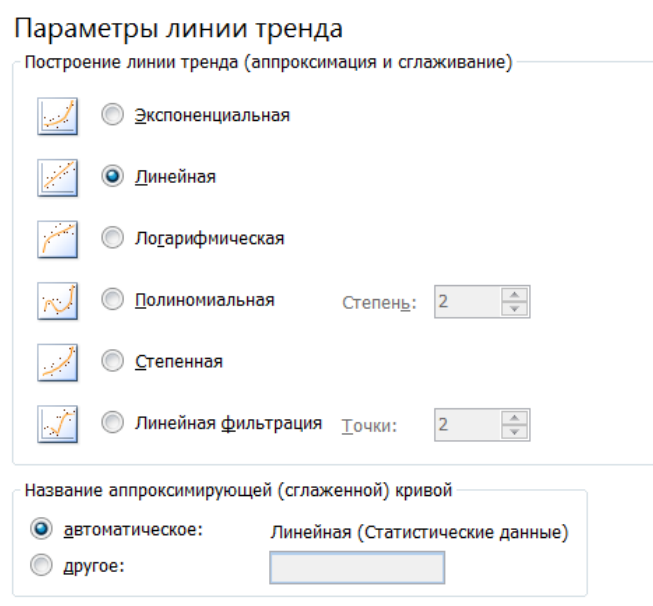 Параметры линии тренда
Построение линии тренда (аппроксимация и сглаживание)
Экспоненциальная
Линейная
Логарифмическая
Полиномиальная Степень: 2
Степенная
Линейная фильтрация Точки: 2
Название аппроксимирующей (сглаженной) кривой
автоматическое: Линейная (Статистические данные)
другое: